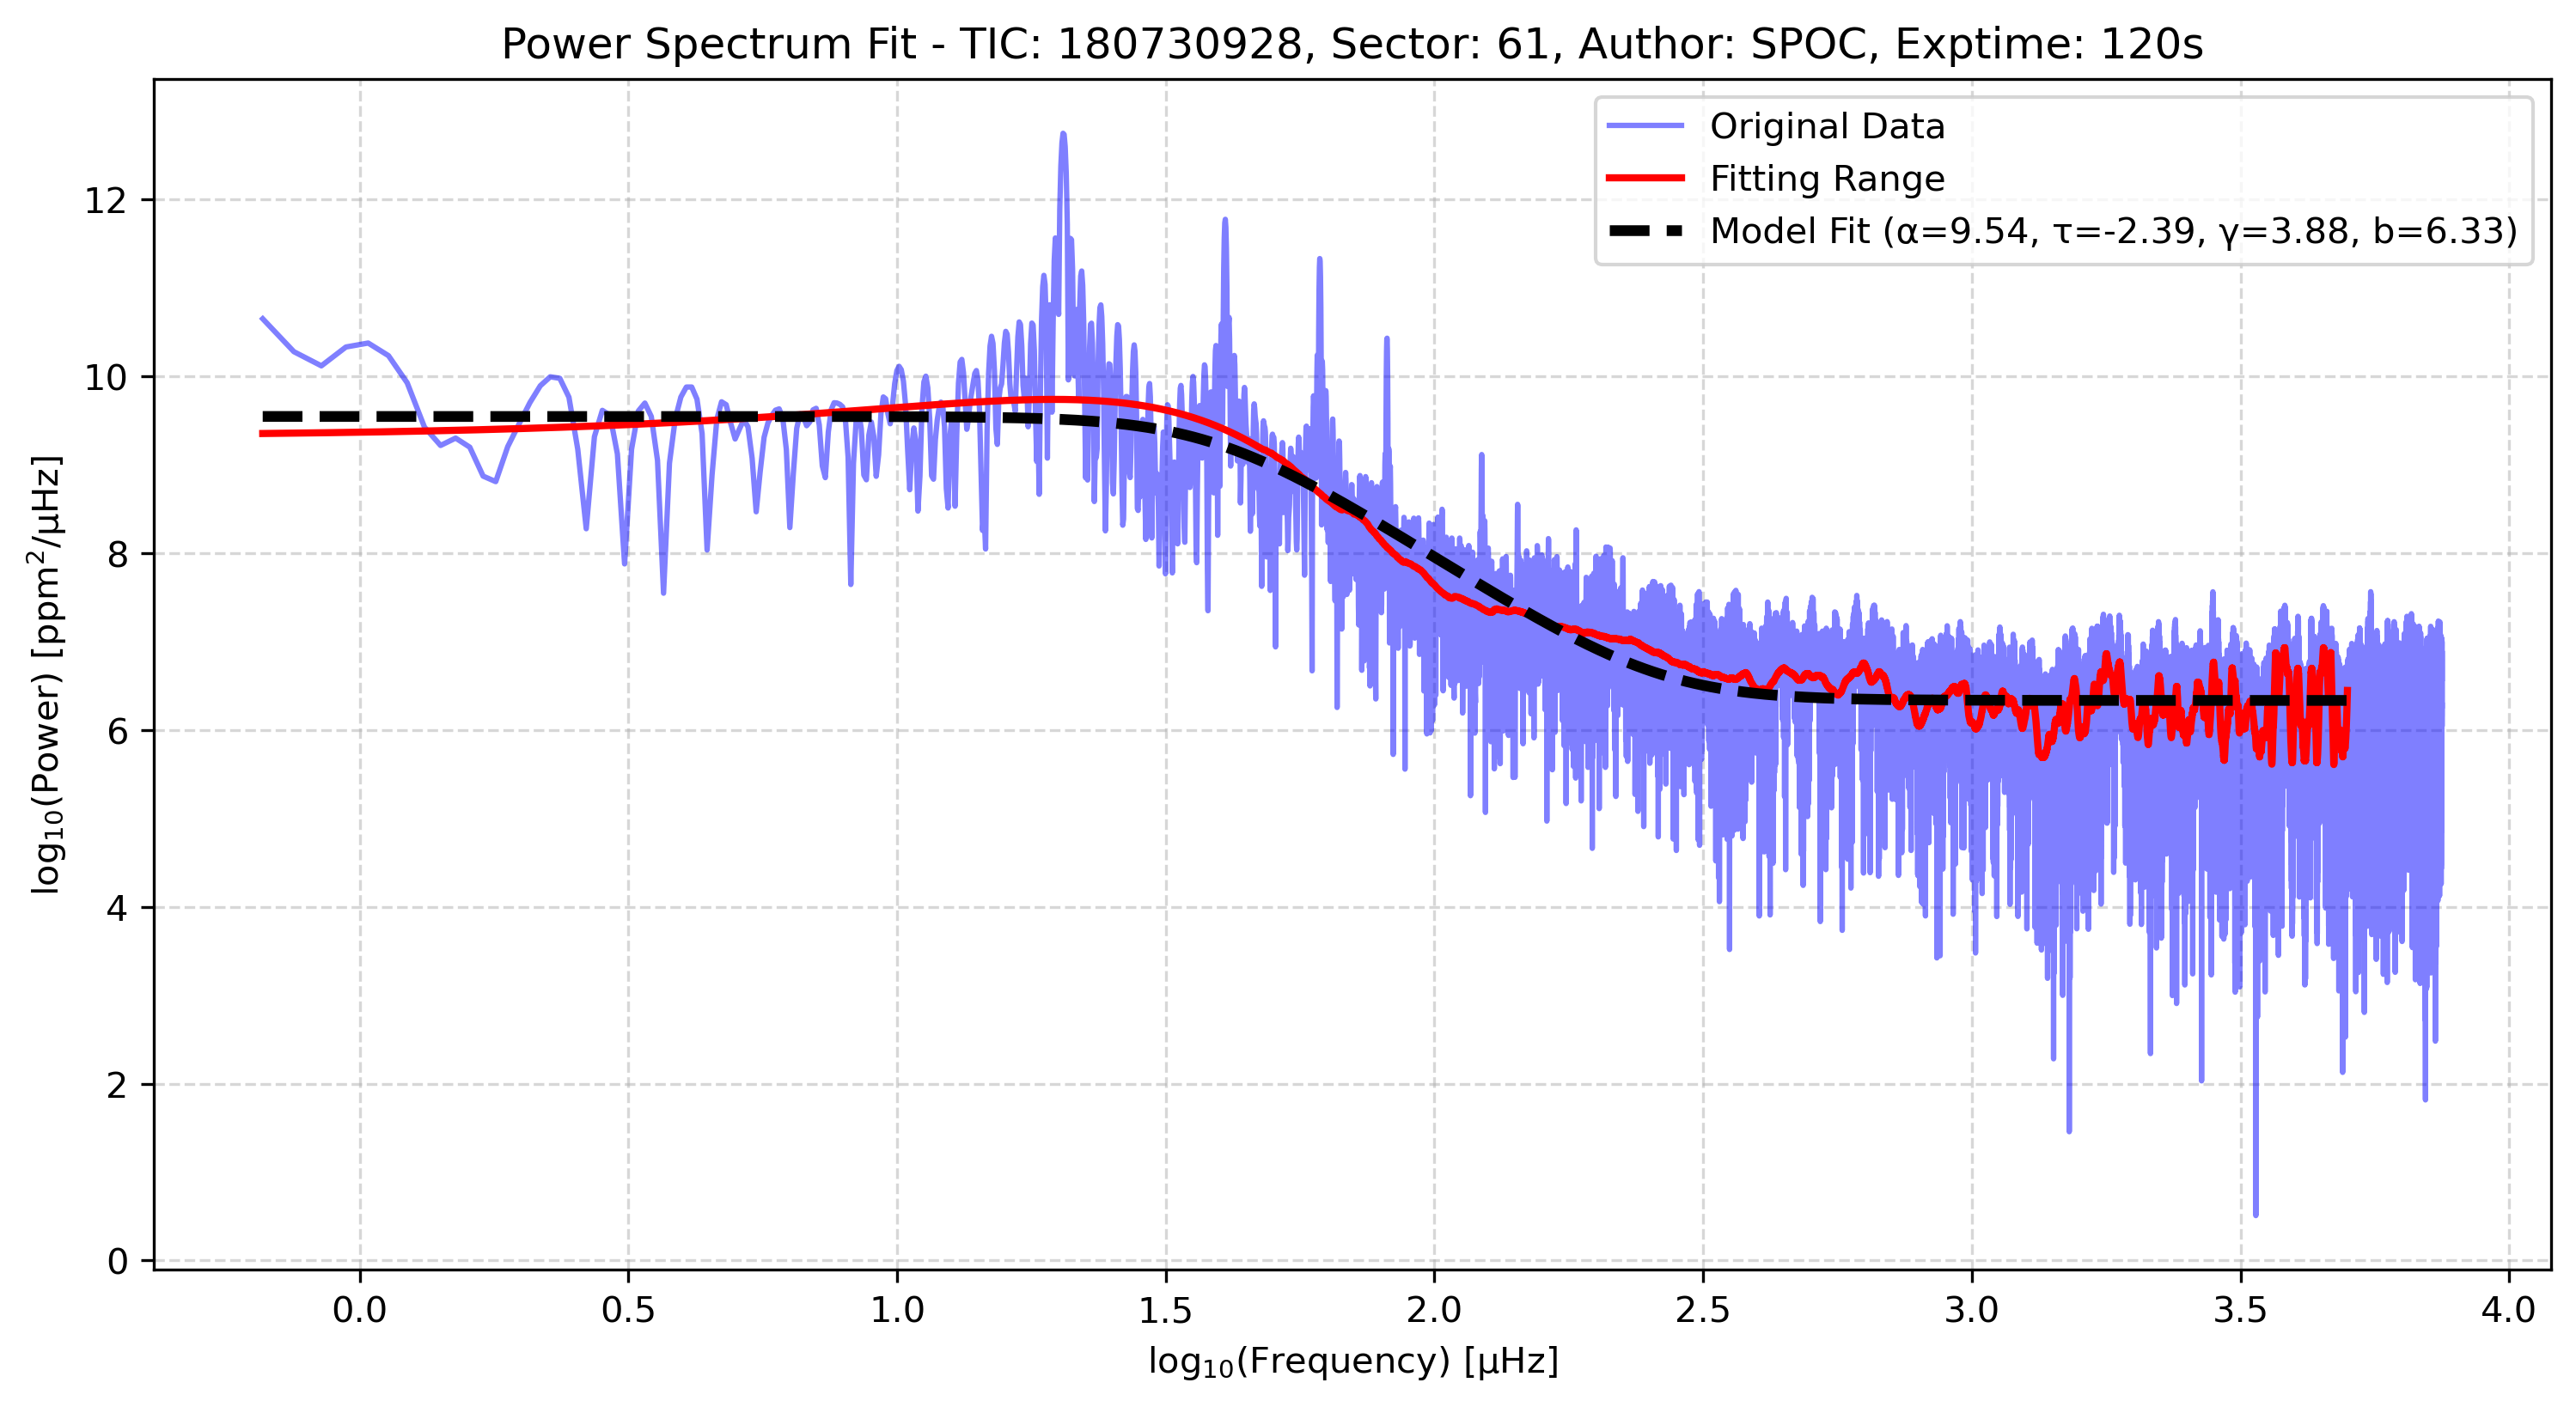 Power Spectrum Fit - TIC: 180730928, Sector: 61, Author: SPOC, Exptime: 120s
Original Data
Fitting Range
Model Fit (α=9.54, τ=-2.39, γ=3.88, b=6.33)
log₁₀(Power) [ppm²/μHz]
12
10
8
6
4
2
0
0.0 0.5 1.0 1.5 2.0 2.5 3.0 3.5 4.0
log₁₀(Frequency) [μHz]